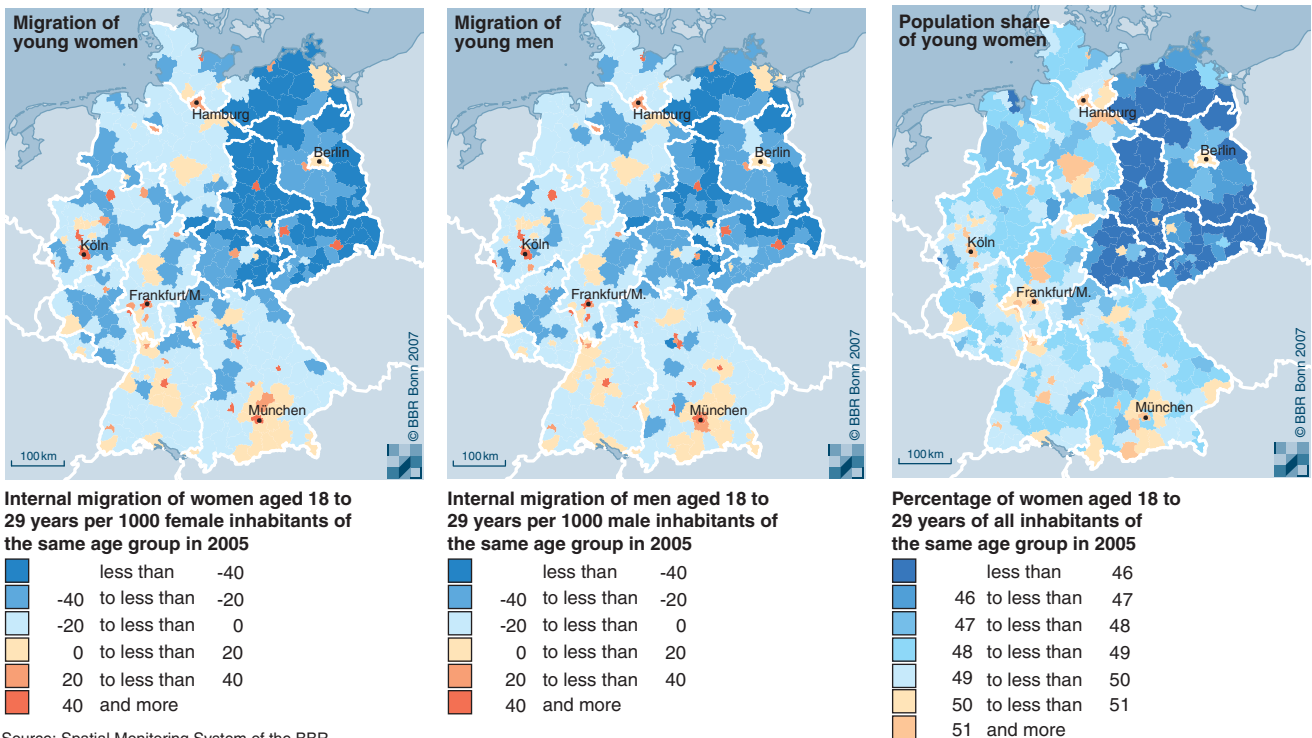 Migration of
young women
Hamburg
Berlin
Köln
Frankfurt/M.
München
100 km
© BBR Bonn 2007
Internal migration of women aged 18 to
29 years per 1000 female inhabitants of
the same age group in 2005
less than -40
-40 to less than -20
-20 to less than 0
0 to less than 20
20 to less than 40
40 and more
Migration of
young men
Hamburg
Berlin
Köln
Frankfurt/M.
München
100 km
© BBR Bonn 2007
Internal migration of men aged 18 to
29 years per 1000 male inhabitants of
the same age group in 2005
less than -40
-40 to less than -20
-20 to less than 0
0 to less than 20
20 to less than 40
40 and more
Population share
of young women
Hamburg
Berlin
Köln
Frankfurt/M.
München
100 km
© BBR Bonn 2007
Percentage of women aged 18 to
29 years of all inhabitants of
the same age group in 2005
less than 46
46 to less than 47
47 to less than 48
48 to less than 49
49 to less than 50
50 to less than 51
51 and more
Source: Spatial Monitoring System of the BBR